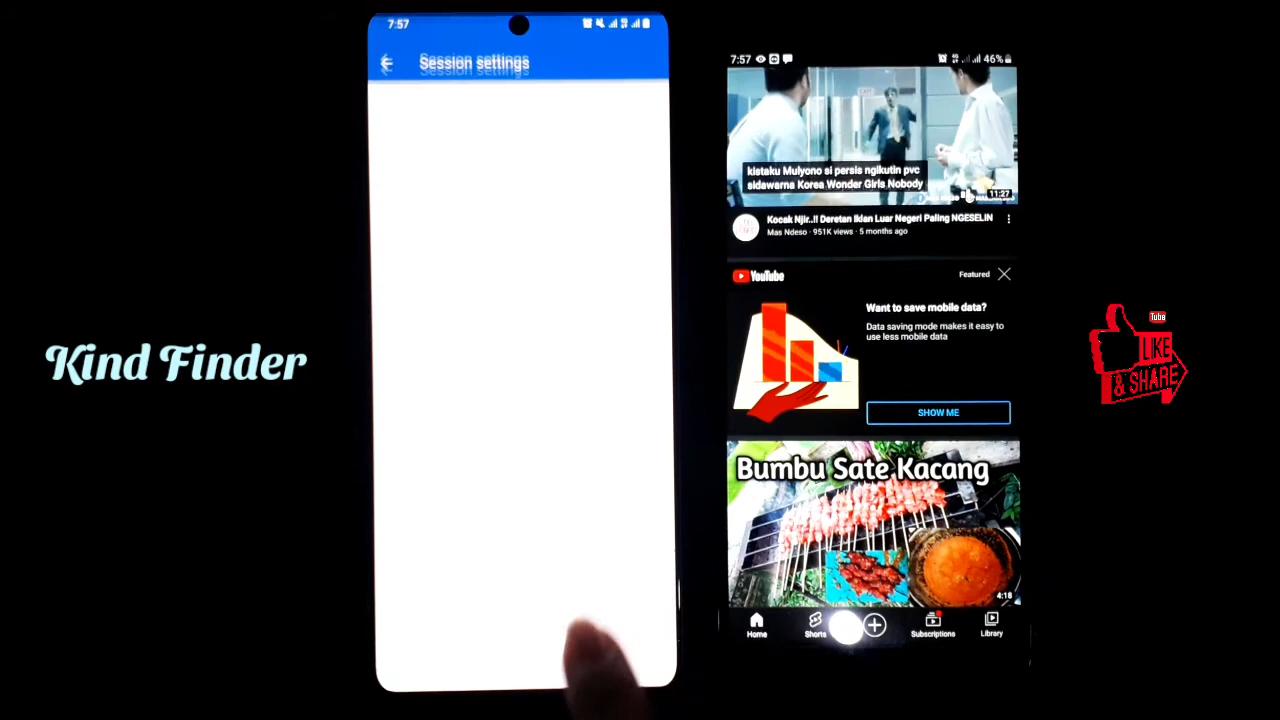 7:57
Session settings
Kind Finder
7:57
46%
EXIT
kistaku Mulyono si persis ngikutin pvc
sidawarna Korea Wonder Girls Nobody
11:27
Kocak Njir..!! Deretan Iklan Luar Negeri Paling NGESELIN
Mas Ndeso · 951K views · 5 months ago
YouTube
Featured
Want to save mobile data?
Data saving mode makes it easy to
use less mobile data
SHOW ME
Bumbu Sate Kacang
4:18
Home
Shorts
Subscriptions
Library
Tube
LIKE
& SHARE